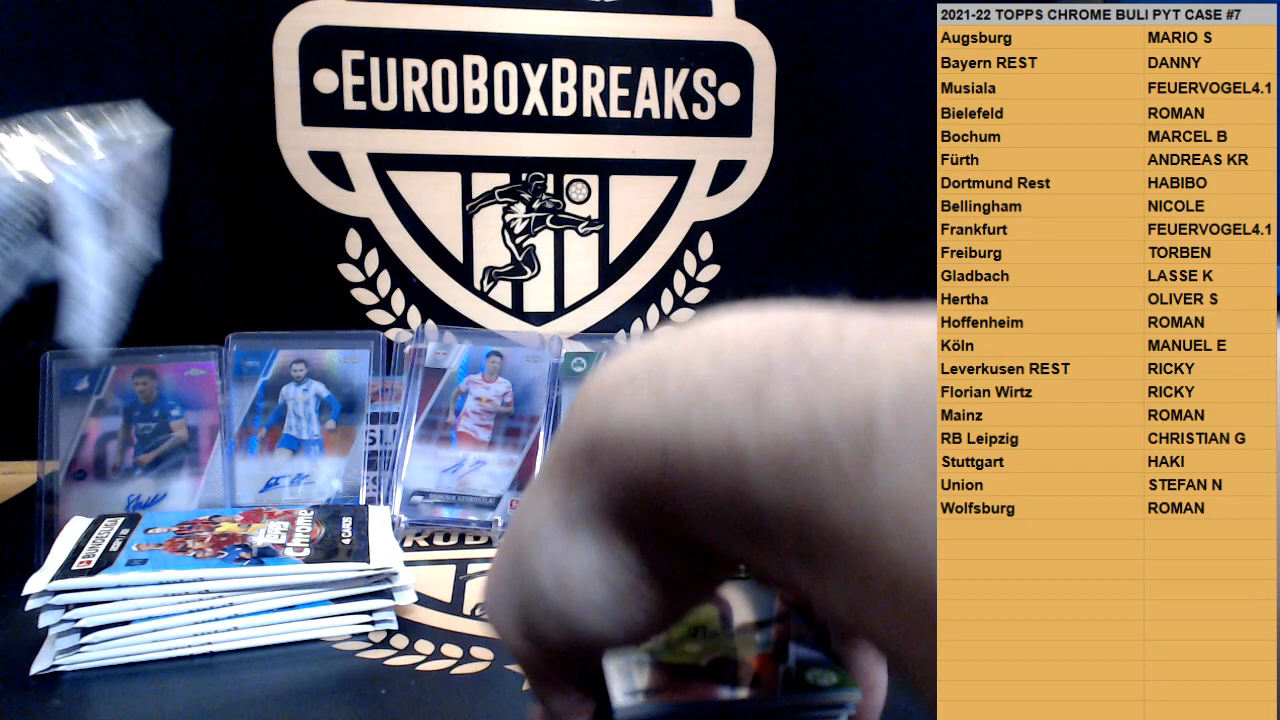 EUROBOXBREAKS
BUNDESLIGA
2021/22
TOPPS
Chrome
4 CARDS
2021-22 TOPPS CHROME BULI PYT CASE #7
Augsburg MARIO S
Bayern REST DANNY
Musiala FEUERVOGEL4.1
Bielefeld ROMAN
Bochum MARCEL B
Fürth ANDREAS KR
Dortmund Rest HABIBO
Bellingham NICOLE
Frankfurt FEUERVOGEL4.1
Freiburg TORBEN
Gladbach LASSE K
Hertha OLIVER S
Hoffenheim ROMAN
Köln MANUEL E
Leverkusen REST RICKY
Florian Wirtz RICKY
Mainz ROMAN
RB Leipzig CHRISTIAN G
Stuttgart HAKI
Union STEFAN N
Wolfsburg ROMAN